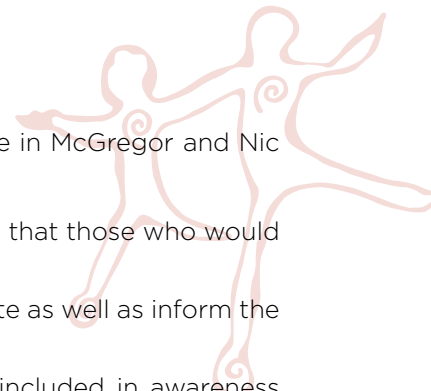 e in McGregor and Nic
that those who would
te as well as inform the
included in awareness